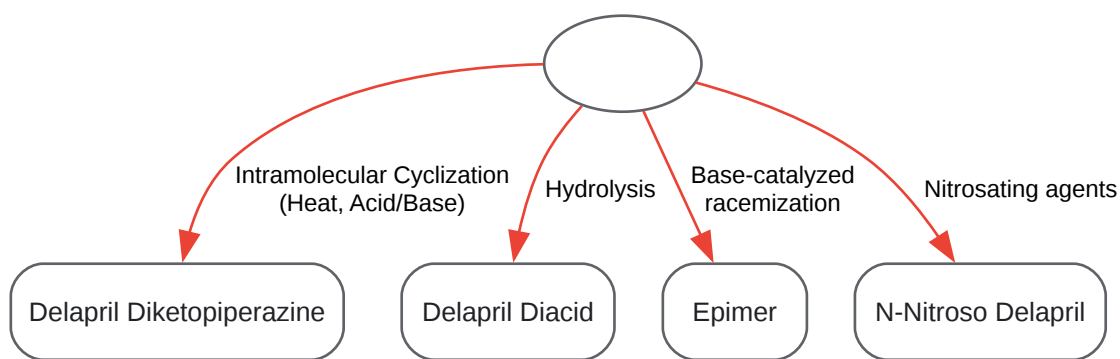 Intramolecular Cyclization
(Heat, Acid/Base)
Hydrolysis
Base-catalyzed
racemization
Nitrosating agents
Delapril Diketopiperazine
Delapril Diacid
Epimer
N-Nitroso Delapril